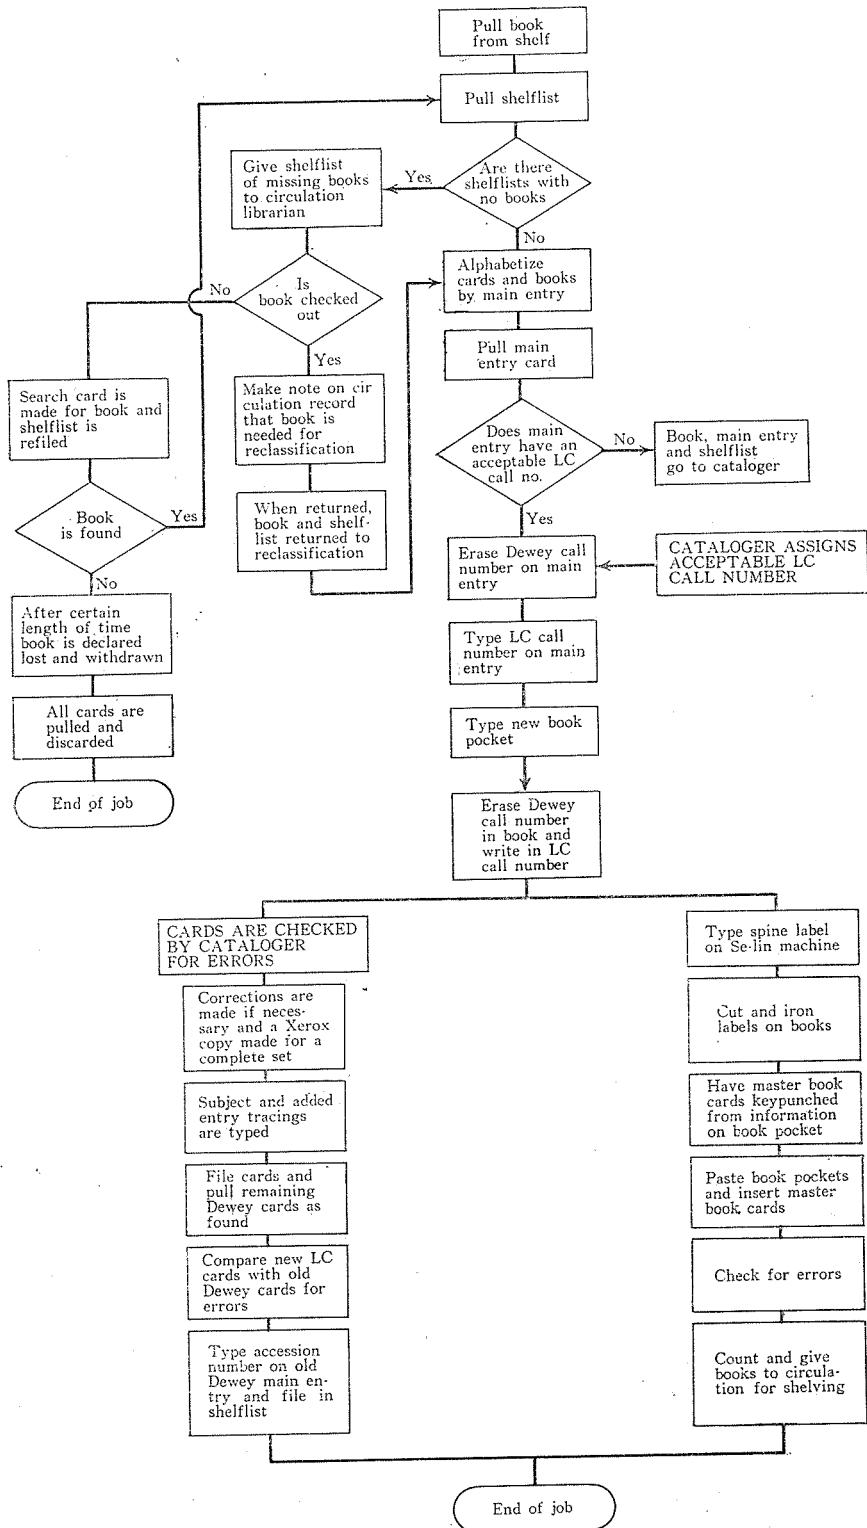 Pull book
from shelf
Pull shelflist
Are there
shelflists with
no books
Yes
No
Give shelflist
of missing books
to circulation
librarian
Is
book checked
out
No
Yes
Alphabetize
cards and books
by main entry
Pull main
entry card
Search card is
made for book and
shelflist is
refiled
Make note on cir
culation record
that book is
needed for
reclassification
Does main
entry have an
acceptable LC
call no.
No
Yes
Book, main entry
and shelflist
go to cataloger
Book
is found
Yes
No
When returned,
book and shelf-
list returned to
reclassification
Erase Dewey call
number on main
entry
CATALOGER ASSIGNS
ACCEPTABLE LC
CALL NUMBER
After certain
length of time
book is declared
lost and withdrawn
Type LC call
number on main
entry
All cards are
pulled and
discarded
Type new book
pocket
End of job
Erase Dewey
call number
in book and
write in LC
call number
CARDS ARE CHECKED
BY CATALOGER
FOR ERRORS
Corrections are
made if neces-
sary and a Xerox
copy made for a
complete set
Subject and added
entry tracings
are typed
File cards and
pull remaining
Dewey cards as
found
Compare new LC
cards with old
Dewey cards for
errors
Type accession
number on old
Dewey main en-
try and file in
shelflist
Type spine label
on Se-lin machine
Cut and iron
labels on books
Have master book
cards keypunched
from information
on book pocket
Paste book pockets
and insert master
book cards
Check for errors
Count and give
books to circula-
tion for shelving
End of job